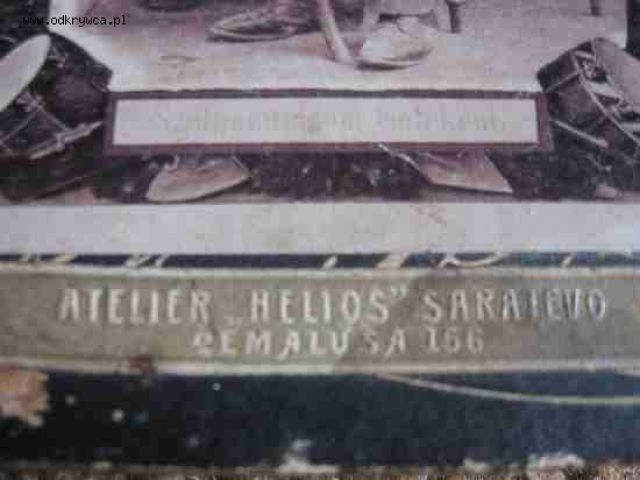 www.odkrywca.pl
ATELIER „HELIOS” SARAJEVO
ČEMALUŠA 166